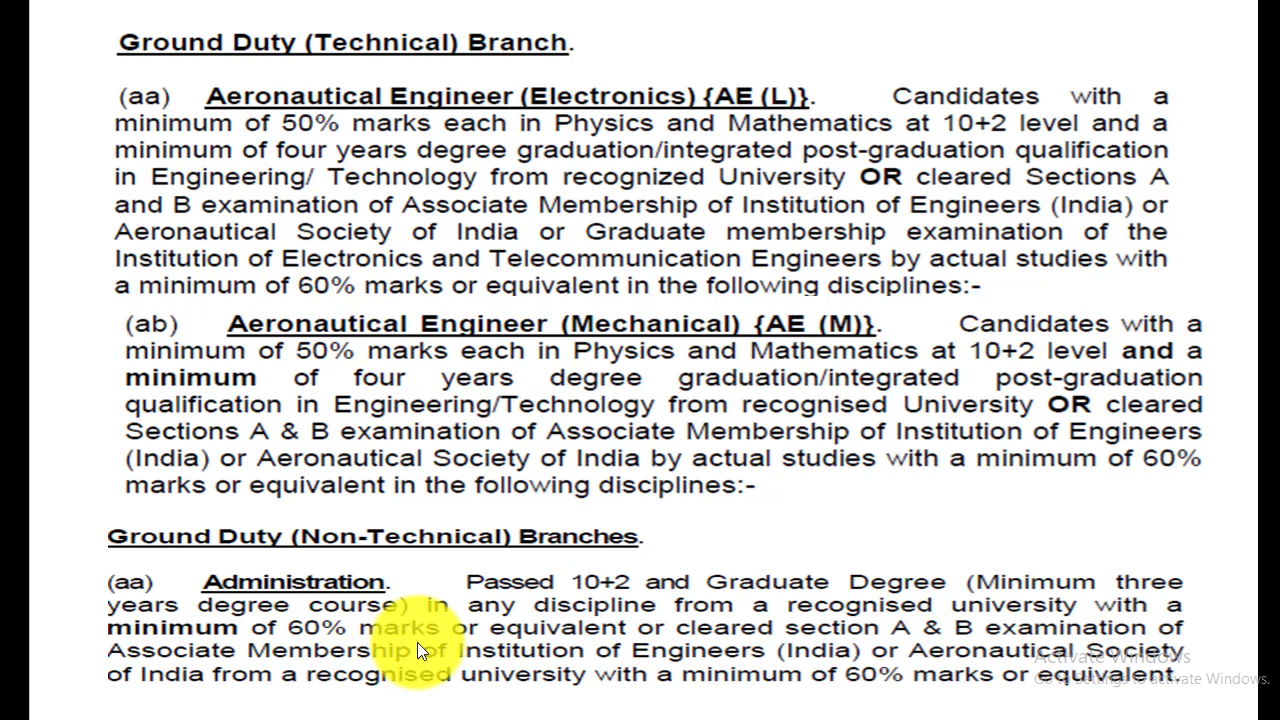 Ground Duty (Technical) Branch.
(aa) Aeronautical Engineer (Electronics) {AE (L)}. Candidates with a
minimum of 50% marks each in Physics and Mathematics at 10+2 level and a
minimum of four years degree graduation/integrated post-graduation qualification
in Engineering/ Technology from recognized University OR cleared Sections A
and B examination of Associate Membership of Institution of Engineers (India) or
Aeronautical Society of India or Graduate membership examination of the
Institution of Electronics and Telecommunication Engineers by actual studies with
a minimum of 60% marks or equivalent in the following disciplines:-
(ab) Aeronautical Engineer (Mechanical) {AE (M)}. Candidates with a
minimum of 50% marks each in Physics and Mathematics at 10+2 level and a
minimum of four years degree graduation/integrated post-graduation
qualification in Engineering/Technology from recognised University OR cleared
Sections A & B examination of Associate Membership of Institution of Engineers
(India) or Aeronautical Society of India by actual studies with a minimum of 60%
marks or equivalent in the following disciplines:-
Ground Duty (Non-Technical) Branches.
(aa) Administration. Passed 10+2 and Graduate Degree (Minimum three
years degree course) in any discipline from a recognised university with a
minimum of 60% marks or equivalent or cleared section A & B examination of
Associate Membership of Institution of Engineers (India) or Aeronautical Society
of India from a recognised university with a minimum of 60% marks or equivalent.
Activate Windows
Go to Settings to activate Windows.